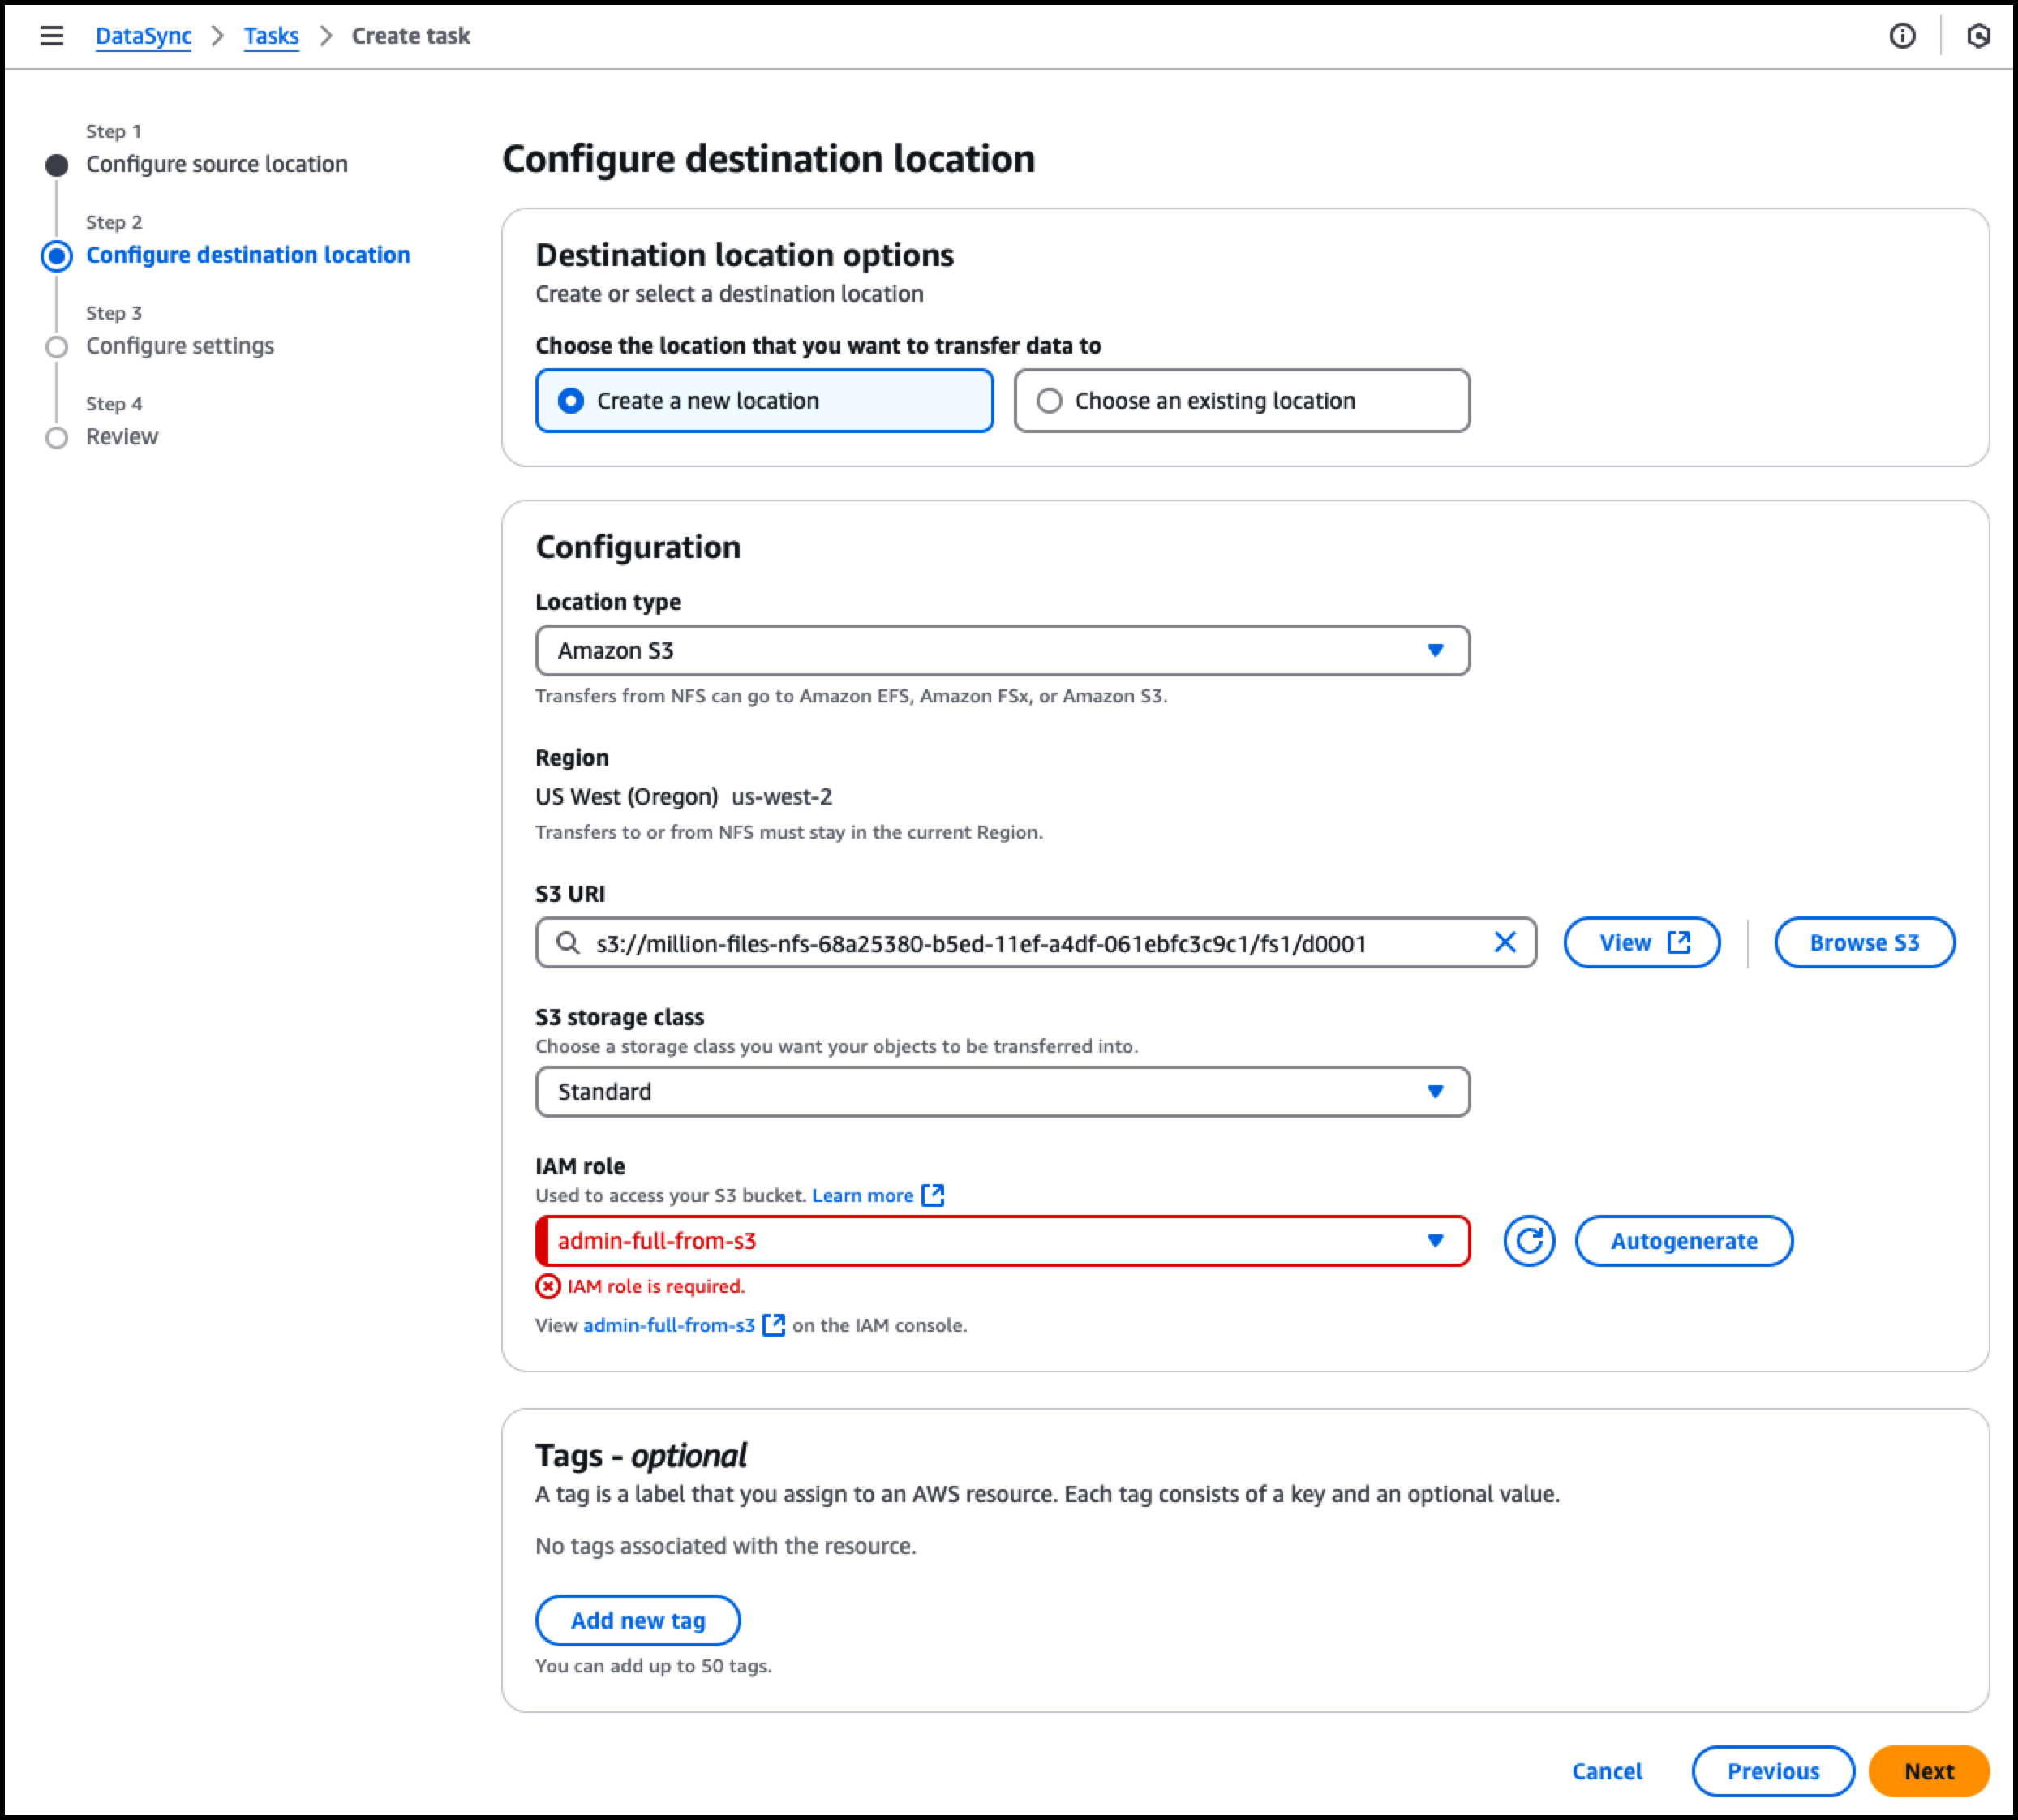 DataSync > Tasks > Create task
Step 1
Configure source location
Step 2
Configure destination location
Step 3
Configure settings
Step 4
Review
Configure destination location
Destination location options
Create or select a destination location
Choose the location that you want to transfer data to
Create a new location
Choose an existing location
Configuration
Location type
Amazon S3
Transfers from NFS can go to Amazon EFS, Amazon FSx, or Amazon S3.
Region
US West (Oregon) us-west-2
Transfers to or from NFS must stay in the current Region.
S3 URI
s3://million-files-nfs-68a25380-b5ed-11ef-a4df-061ebfc3c9c1/fs1/d0001
View
Browse S3
S3 storage class
Choose a storage class you want your objects to be transferred into.
Standard
IAM role
Used to access your S3 bucket. Learn more
admin-full-from-s3
Autogenerate
IAM role is required.
View admin-full-from-s3 on the IAM console.
Tags - optional
A tag is a label that you assign to an AWS resource. Each tag consists of a key and an optional value.
No tags associated with the resource.
Add new tag
You can add up to 50 tags.
Cancel
Previous
Next